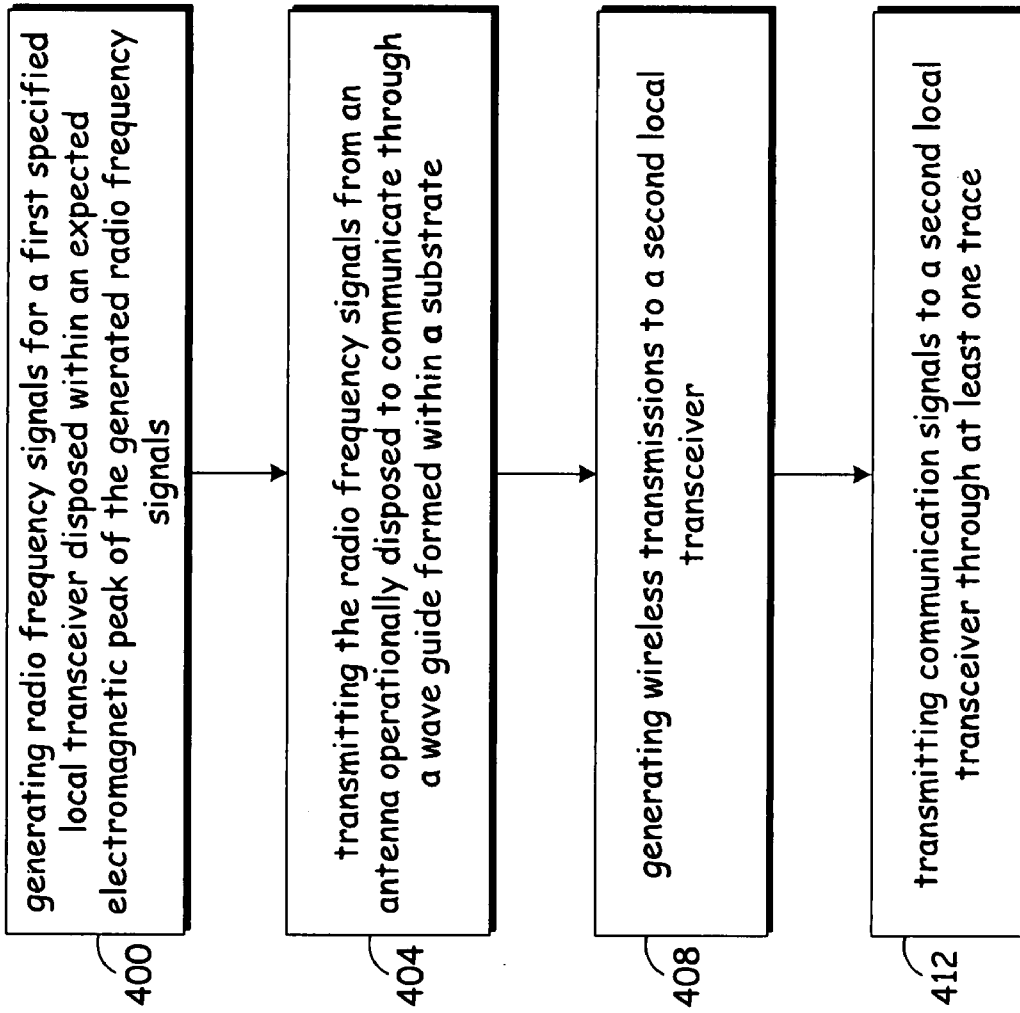 generating radio frequency signals for a first specified
local transceiver disposed within an expected
electromagnetic peak of the generated radio frequency
signals
400
transmitting the radio frequency signals from an
antenna operationally disposed to communicate through
a wave guide formed within a substrate
404
generating wireless transmissions to a second local
transceiver
408
transmitting communication signals to a second local
transceiver through at least one trace
412